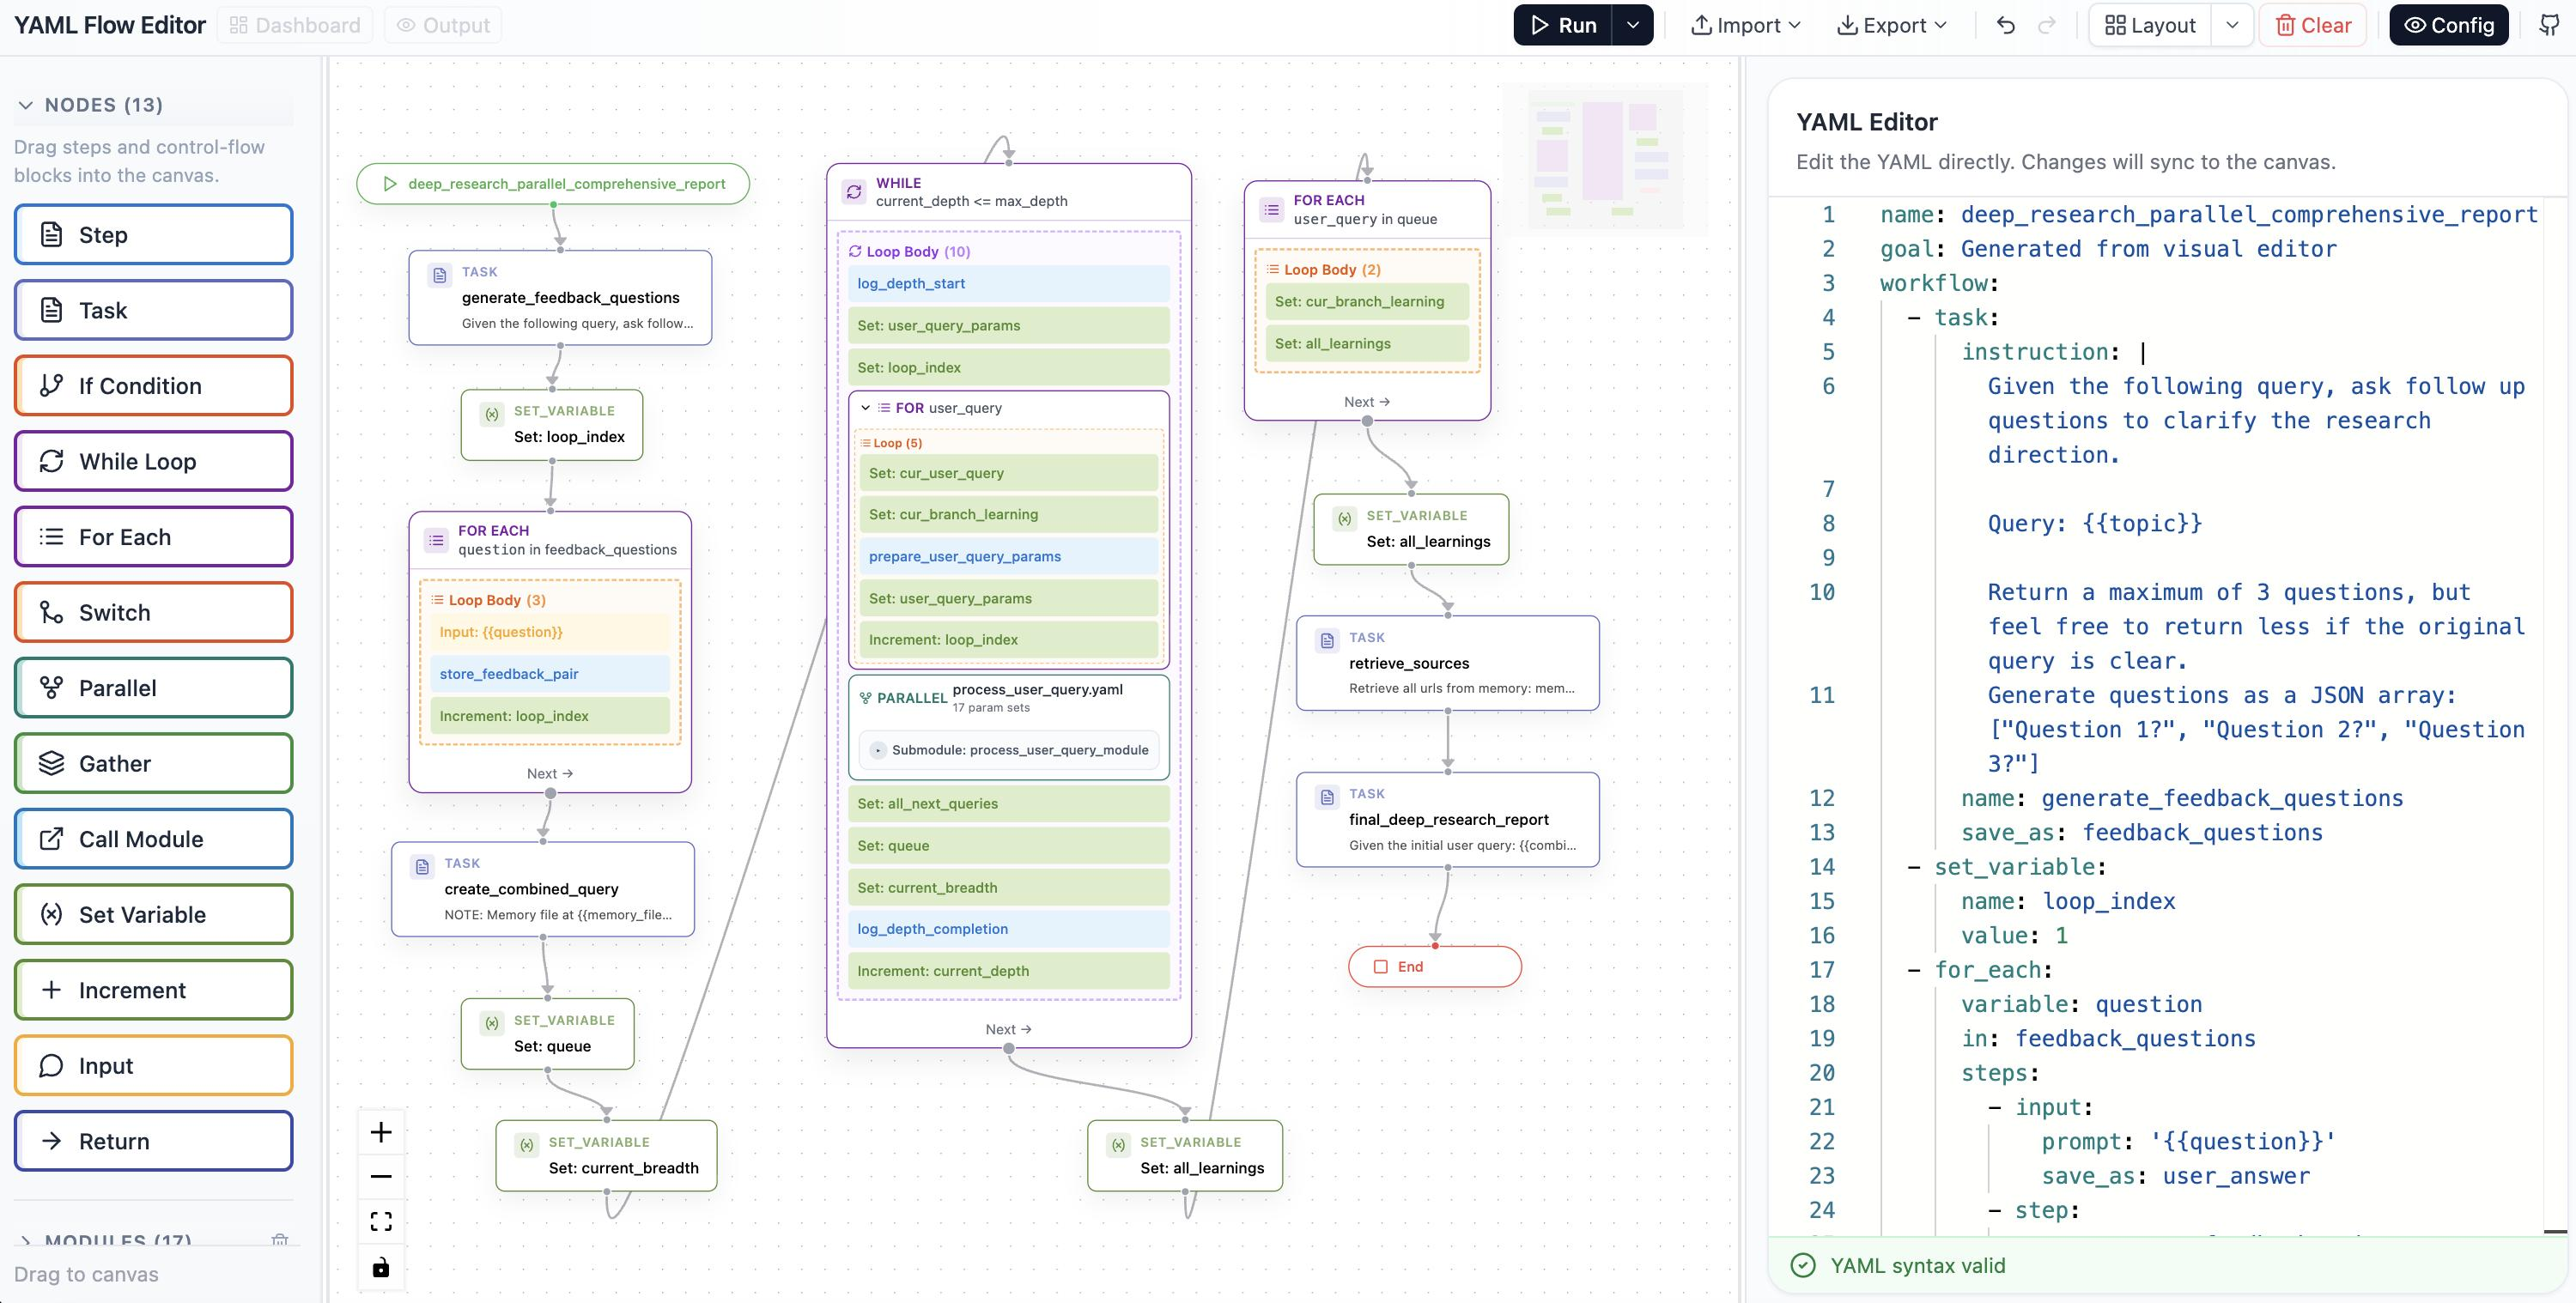 YAML Flow Editor
Dashboard
Output
Run
Import
Export
Layout
Clear
Config
NODES (13)
Drag steps and control-flow
blocks into the canvas.
Step
Task
If Condition
While Loop
For Each
Switch
Parallel
Gather
Call Module
Set Variable
Increment
Input
Return
MODULES (17)
Drag to canvas
deep_research_parallel_comprehensive_report
TASK
generate_feedback_questions
Given the following query, ask follow...
SET_VARIABLE
Set: loop_index
FOR EACH
question in feedback_questions
Loop Body (3)
Input: {{question}}
store_feedback_pair
Increment: loop_index
Next →
TASK
create_combined_query
NOTE: Memory file at {{memory_file...
SET_VARIABLE
Set: queue
SET_VARIABLE
Set: current_breadth
WHILE
current_depth <= max_depth
Loop Body (10)
log_depth_start
Set: user_query_params
Set: loop_index
FOR user_query
Loop (5)
Set: cur_user_query
Set: cur_branch_learning
prepare_user_query_params
Set: user_query_params
Increment: loop_index
PARALLEL process_user_query.yaml
17 param sets
Submodule: process_user_query_module
Set: all_next_queries
Set: queue
Set: current_breadth
log_depth_completion
Increment: current_depth
Next →
SET_VARIABLE
Set: all_learnings
FOR EACH
user_query in queue
Loop Body (2)
Set: cur_branch_learning
Set: all_learnings
Next →
SET_VARIABLE
Set: all_learnings
TASK
retrieve_sources
Retrieve all urls from memory: mem...
TASK
final_deep_research_report
Given the initial user query: {{combi...
End
YAML Editor
Edit the YAML directly. Changes will sync to the canvas.
1 name: deep_research_parallel_comprehensive_report
2 goal: Generated from visual editor
3 workflow:
4 - task:
5 instruction: |
6 Given the following query, ask follow up
questions to clarify the research
direction.
7
8 Query: {{topic}}
9
10 Return a maximum of 3 questions, but
feel free to return less if the original
query is clear.
11 Generate questions as a JSON array:
["Question 1?", "Question 2?", "Question
3?"]
12 name: generate_feedback_questions
13 save_as: feedback_questions
14 - set_variable:
15 name: loop_index
16 value: 1
17 - for_each:
18 variable: question
19 in: feedback_questions
20 steps:
21 - input:
22 prompt: '{{question}}'
23 save_as: user_answer
24 - step:
YAML syntax valid